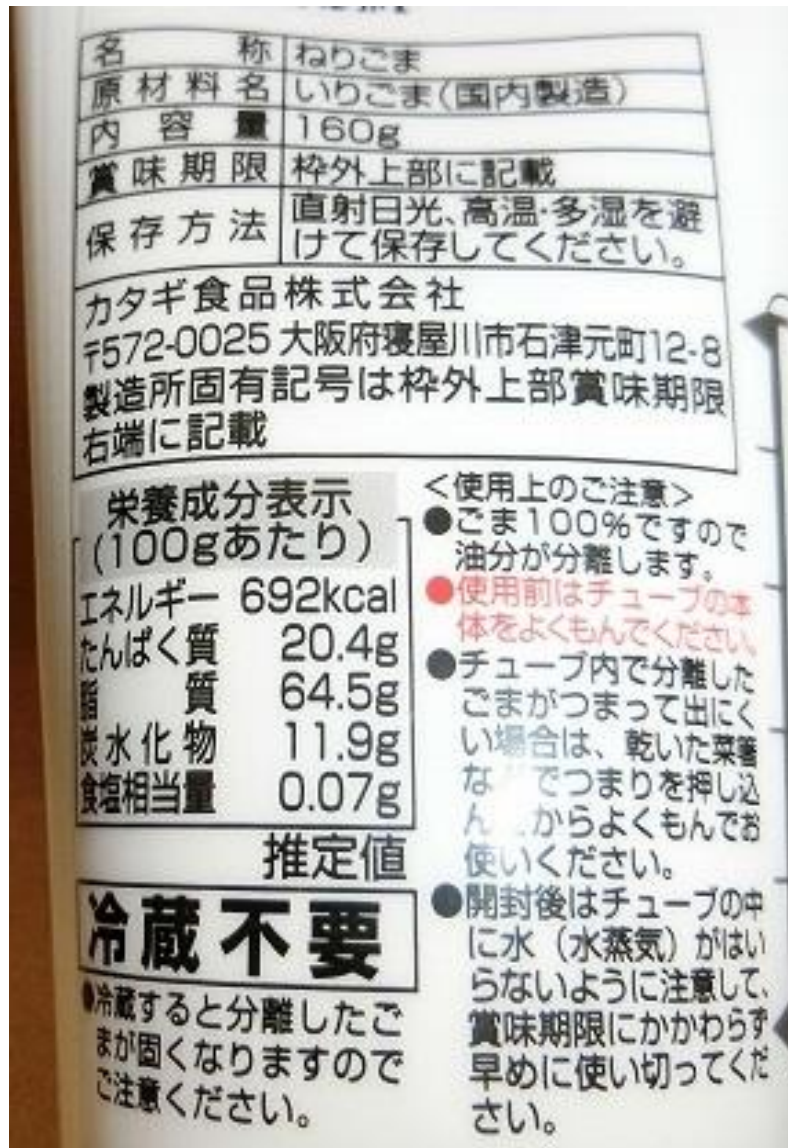 名称 ねりごま
原材料名 いりごま(国内製造)
内容量 160g
賞味期限 枠外上部に記載
保存方法 直射日光、高温・多湿を避
けて保存してください。
カタギ食品株式会社
〒572-0025 大阪府寝屋川市石津元町12-8
製造所固有記号は枠外上部賞味期限
右端に記載
栄養成分表示
(100gあたり)
エネルギー 692kcal
たんぱく質 20.4g
脂質 64.5g
炭水化物 11.9g
食塩相当量 0.07g
推定値
冷蔵不要
●冷蔵すると分離したご
まが固くなりますので
ご注意ください。
<使用上のご注意>
●ごま100%ですので
油分が分離します。
●使用前はチューブの本
体をよくもんでください。
●チューブ内で分離した
ごまがつまって出にく
い場合は、乾いた菜箸
などでつまりを押し込
んでからよくもんでお
使いください。
●開封後はチューブの中
に水(水蒸気)がはい
らないように注意して、
賞味期限にかかわらず
早めに使い切ってくだ
さい。